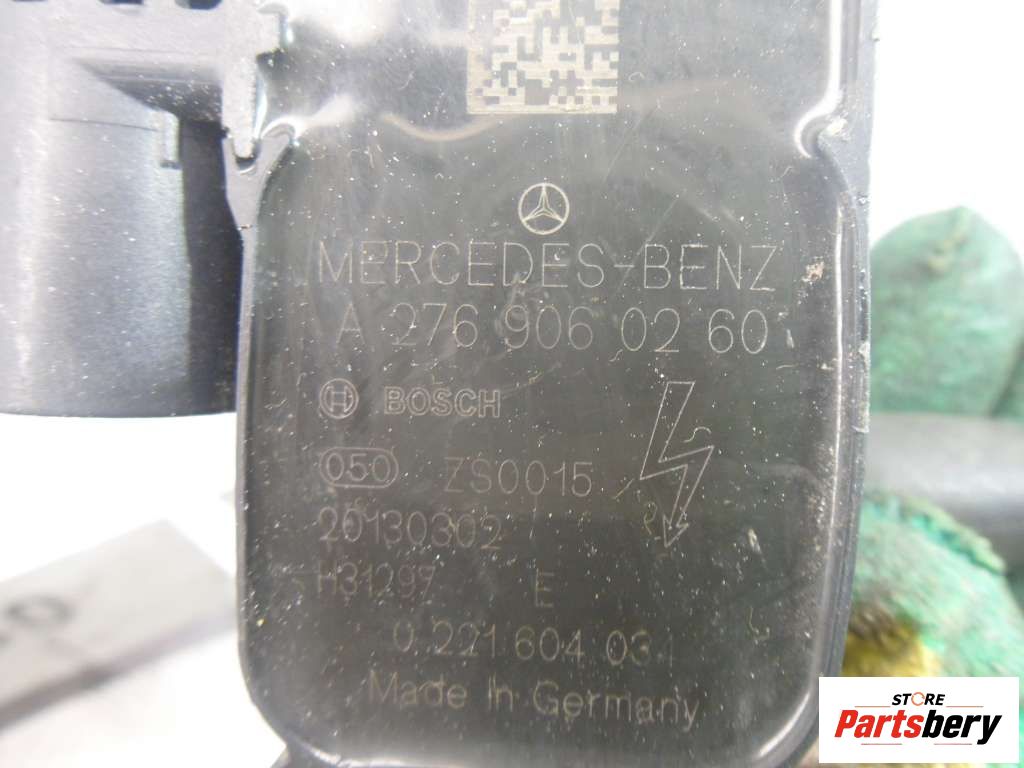 MERCEDES-BENZ
A 276 906 02 60
BOSCH
050 ZS0015
20130302
H31297 E
0 221 604 03
Made in Germany
STORE
Partsbery